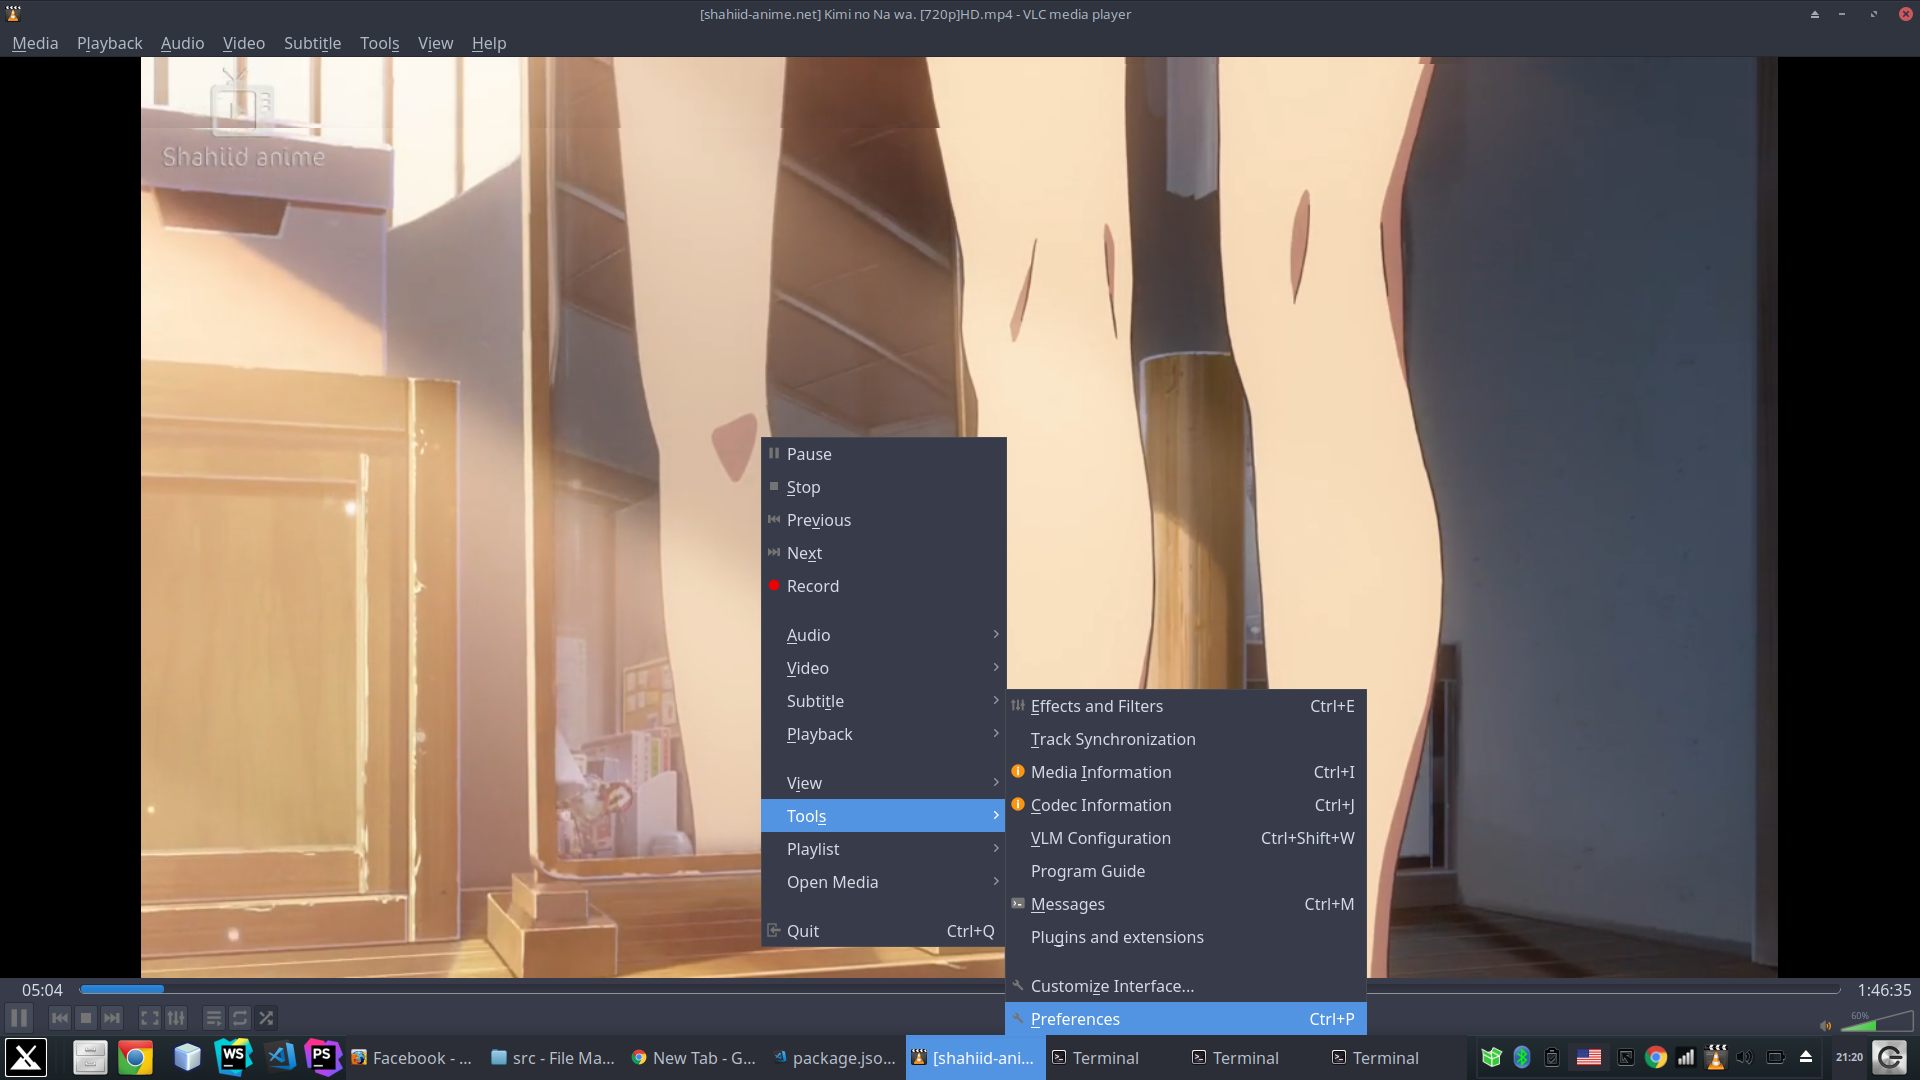 [shahiid-anime.net] Kimi no Na wa. [720p]HD.mp4 - VLC media player
Media Playback Audio Video Subtitle Tools View Help
Shahiid anime
Pause
Stop
Previous
Next
Record
Audio
Video
Subtitle
Playback
View
Tools
Playlist
Open Media
Quit Ctrl+Q
Effects and Filters Ctrl+E
Track Synchronization
Media Information Ctrl+I
Codec Information Ctrl+J
VLM Configuration Ctrl+Shift+W
Program Guide
Messages Ctrl+M
Plugins and extensions
Customize Interface...
Preferences Ctrl+P
05:04 1:46:35
60%
WS PS Facebook - ... src - File Ma... New Tab - G... package.jso... [shahiid-ani... Terminal Terminal Terminal 21:20